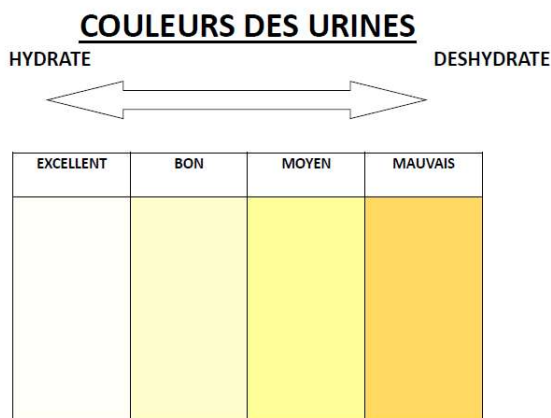 COULEURS DES URINES
HYDRATE DESHYDRATE
EXCELLENT BON MOYEN MAUVAIS